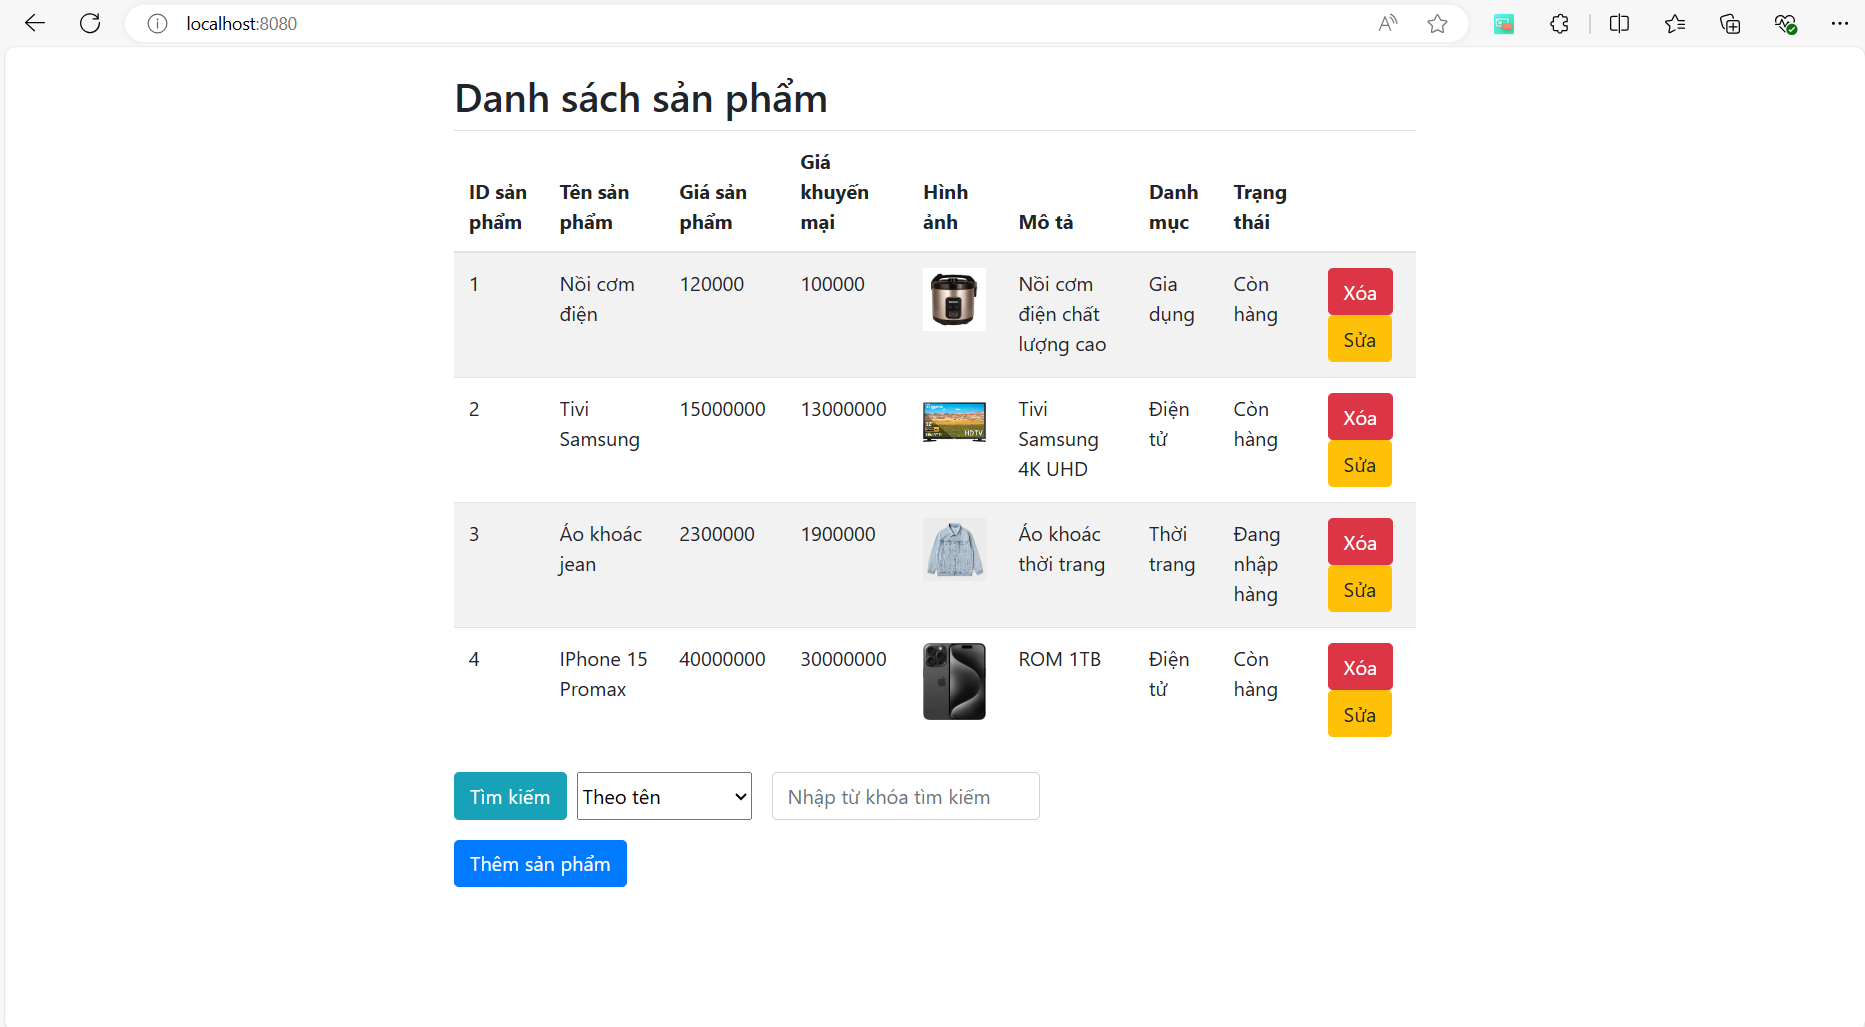 localhost:8080
Danh sách sản phẩm
ID sản phẩm
Tên sản phẩm
Giá sản phẩm
Giá khuyến mại
Hình ảnh
Mô tả
Danh mục
Trạng thái
1
Nồi cơm điện
120000
100000
Nồi cơm điện chất lượng cao
Gia dụng
Còn hàng
Xóa
Sửa
2
Tivi Samsung
15000000
13000000
HDTV
Tivi Samsung 4K UHD
Điện tử
Còn hàng
Xóa
Sửa
3
Áo khoác jean
2300000
1900000
Áo khoác thời trang
Thời trang
Đang nhập hàng
Xóa
Sửa
4
IPhone 15 Promax
40000000
30000000
ROM 1TB
Điện tử
Còn hàng
Xóa
Sửa
Tìm kiếm
Theo tên
Nhập từ khóa tìm kiếm
Thêm sản phẩm